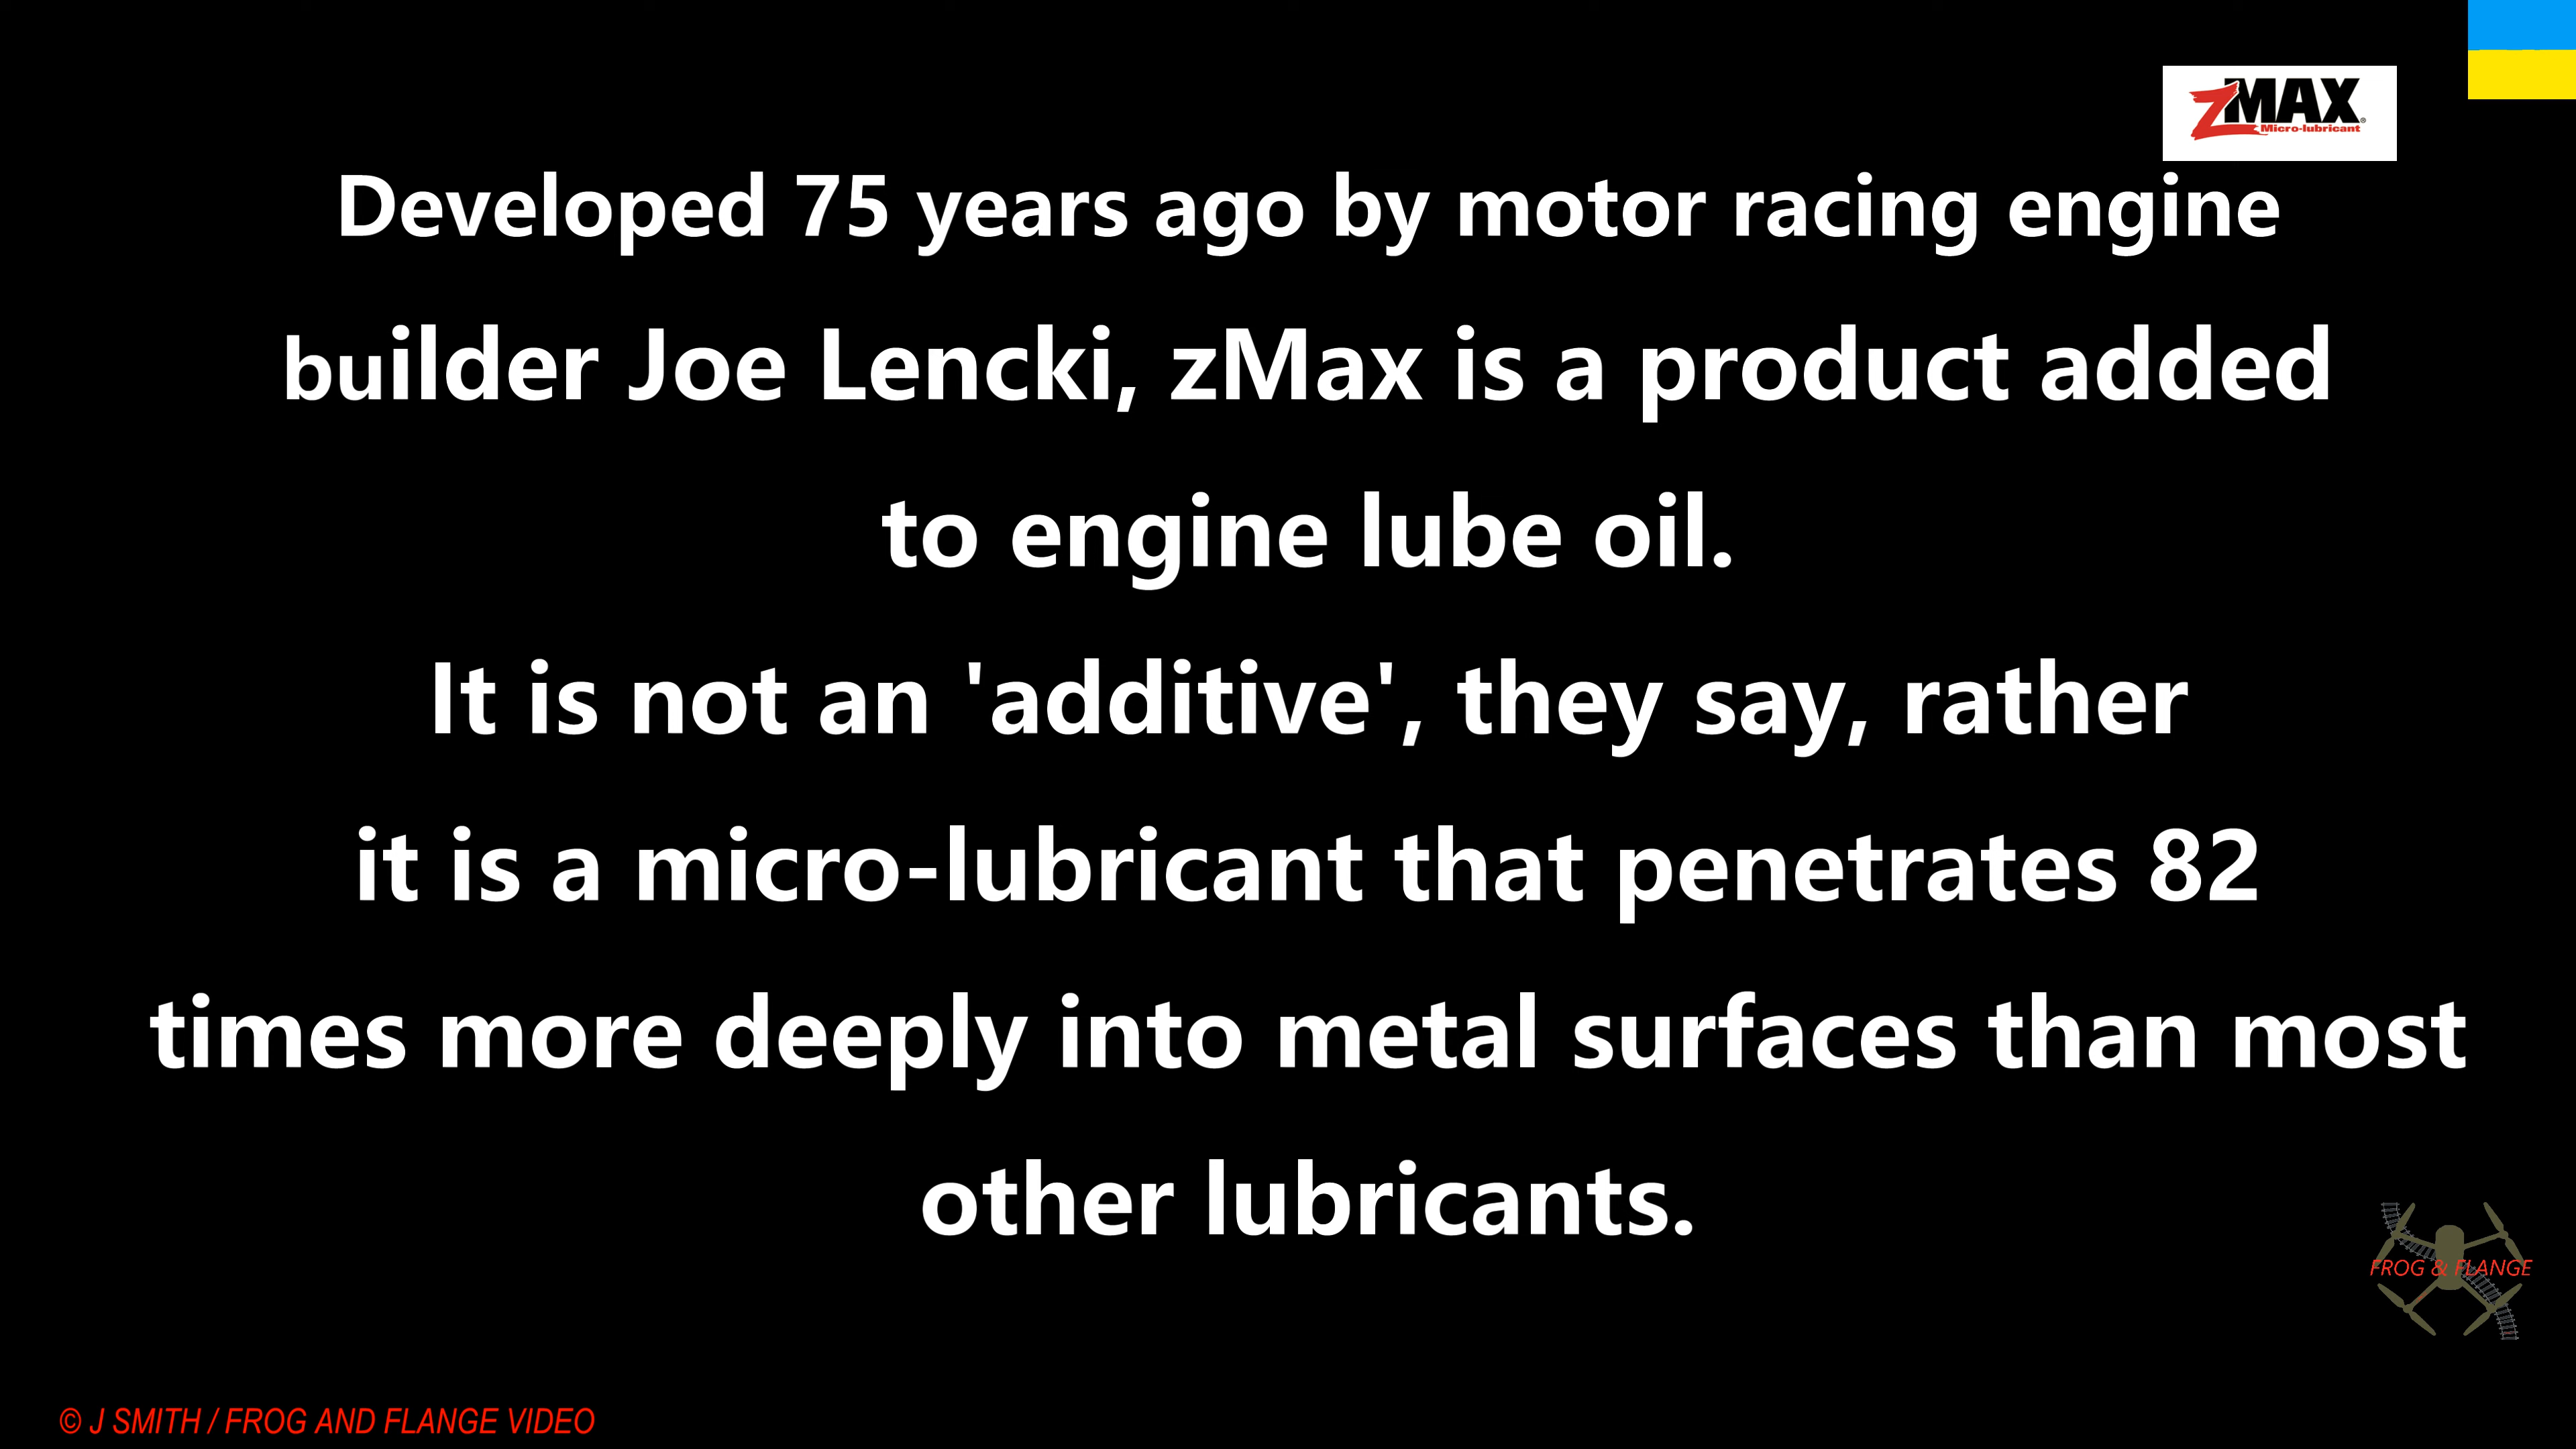 zMAX®
Micro-lubricant
Developed 75 years ago by motor racing engine
builder Joe Lencki, zMax is a product added
to engine lube oil.
It is not an 'additive', they say, rather
it is a micro-lubricant that penetrates 82
times more deeply into metal surfaces than most
other lubricants.
FROG & FLANGE
© J SMITH / FROG AND FLANGE VIDEO